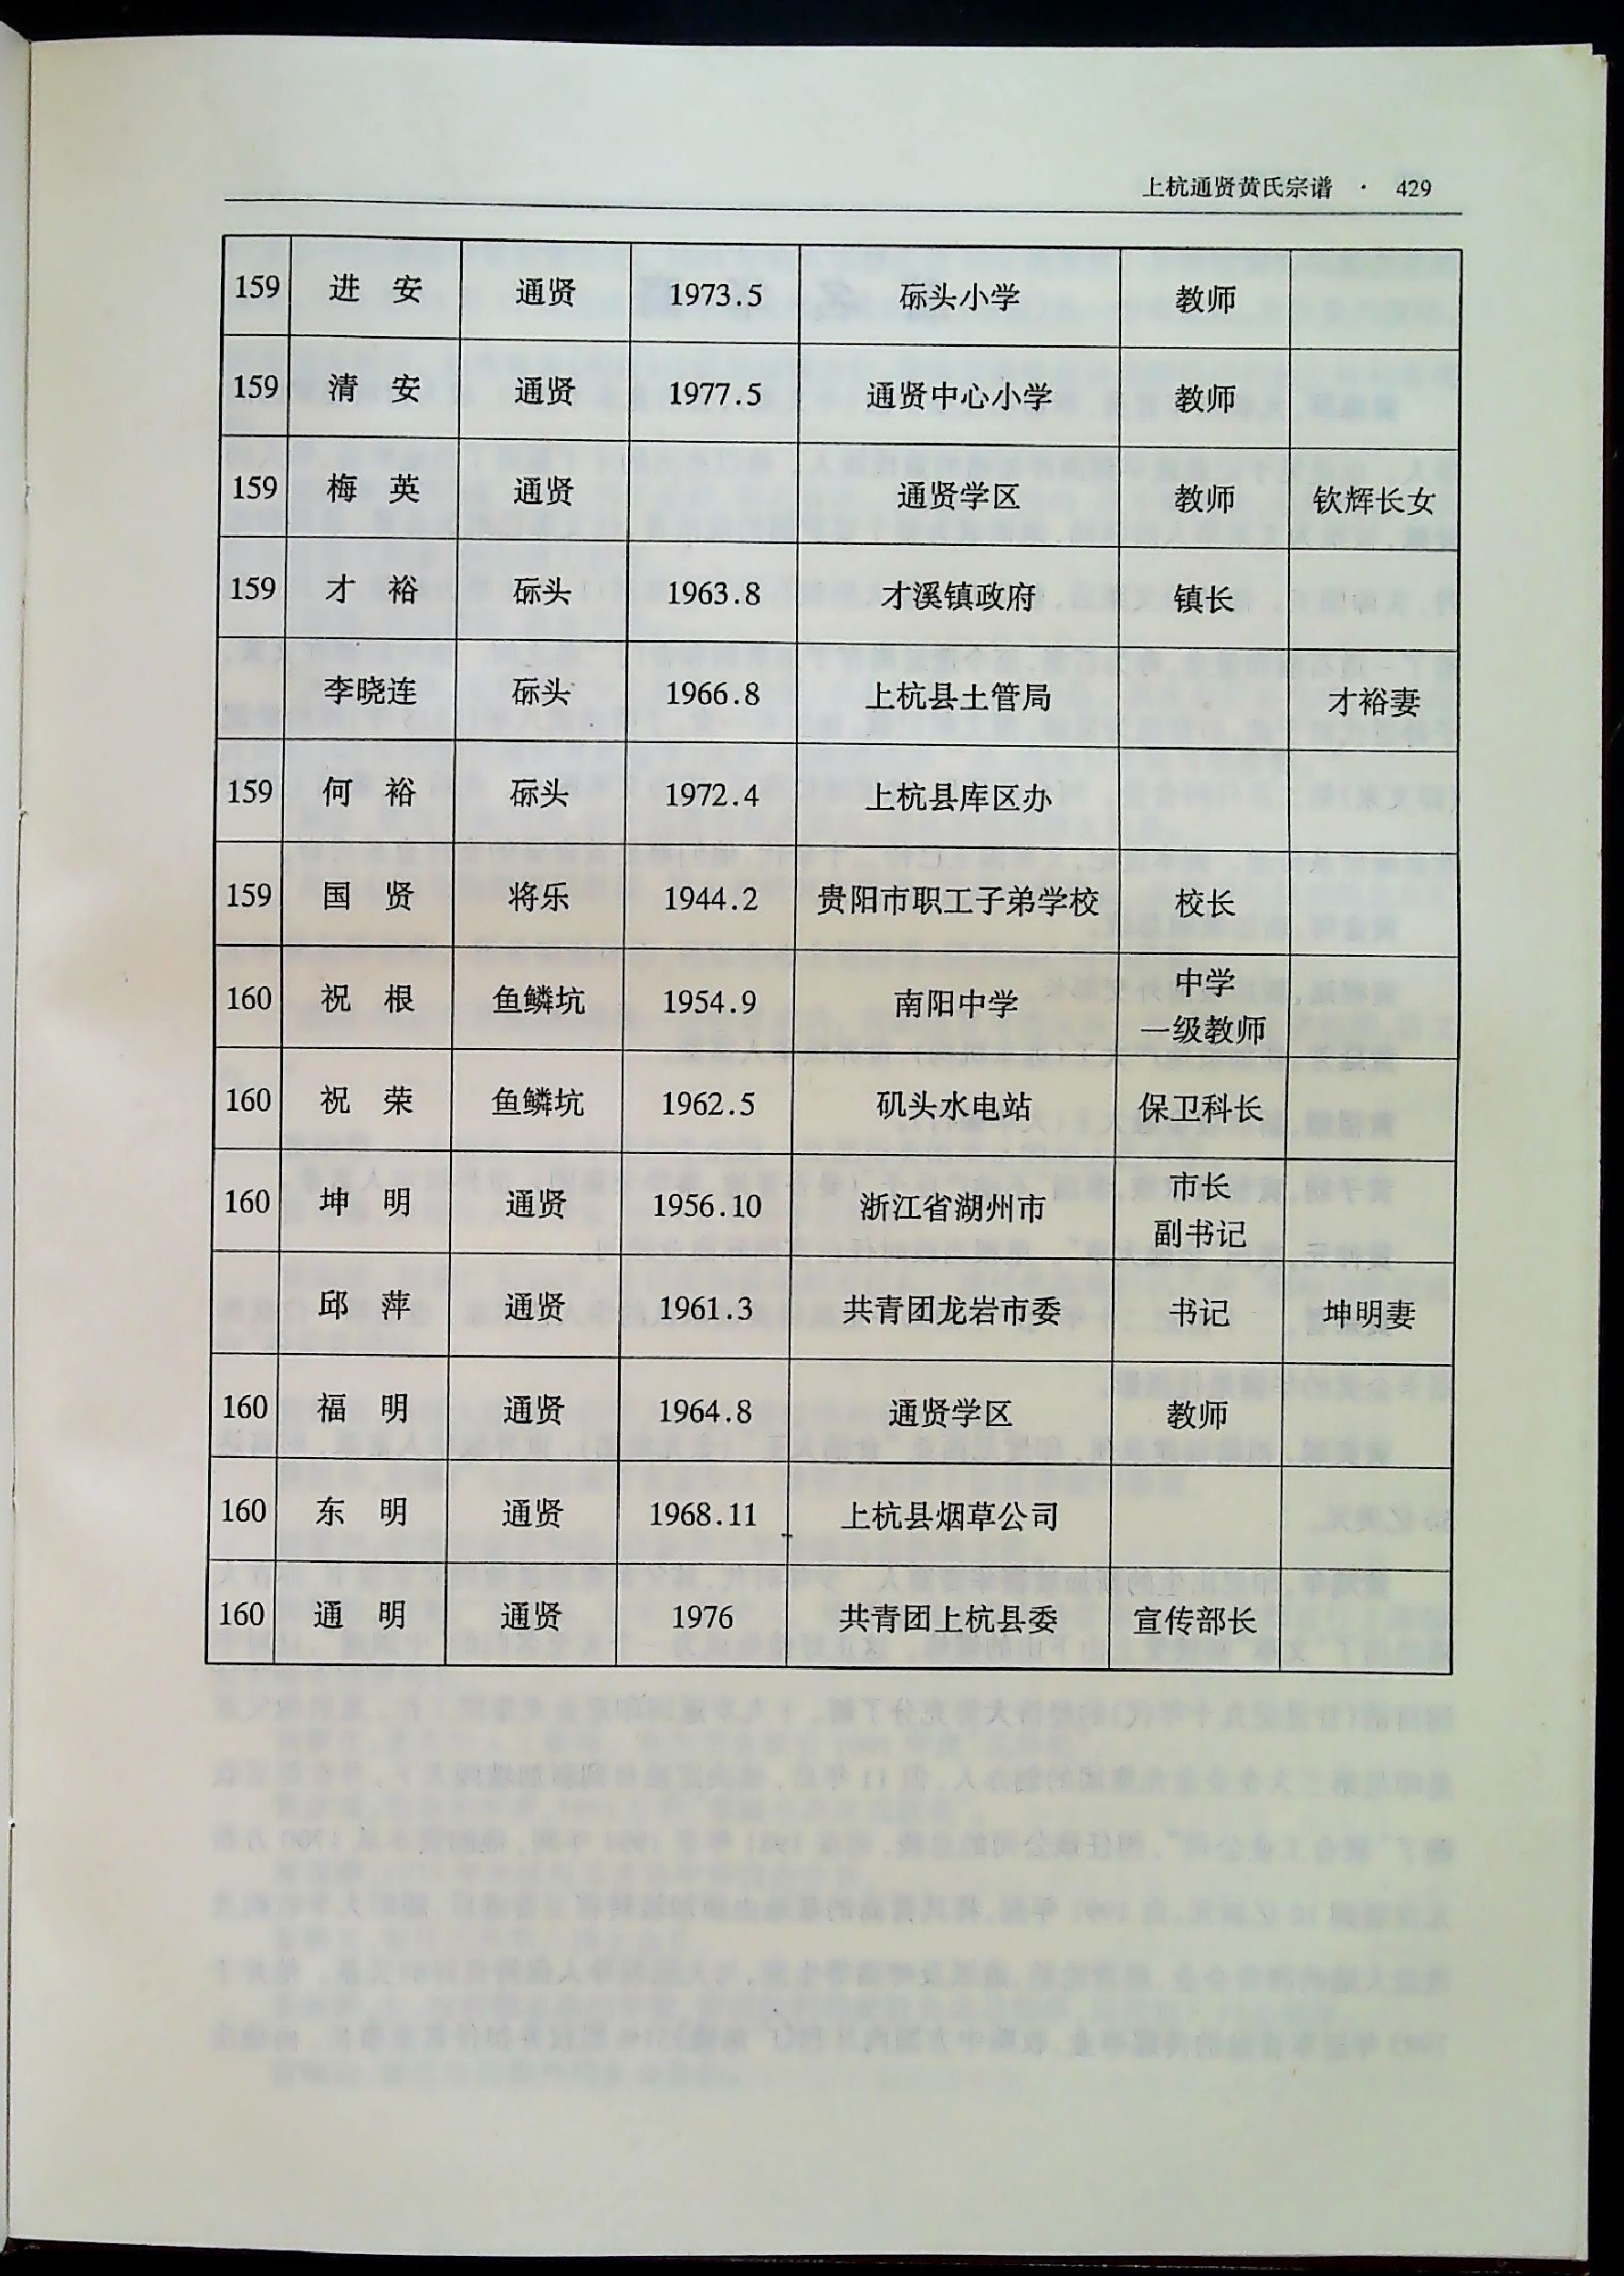 上杭通贤黄氏宗谱 · 429
159 进 安 通贤 1973.5 砾头小学 教师
159 清 安 通贤 1977.5 通贤中心小学 教师
159 梅 英 通贤 通贤学区 教师 钦辉长女
159 才 裕 砾头 1963.8 才溪镇政府 镇长
李晓连 砾头 1966.8 上杭县土管局 才裕妻
159 何 裕 砾头 1972.4 上杭县库区办
159 国 贤 将乐 1944.2 贵阳市职工子弟学校 校长
160 祝 根 鱼鳞坑 1954.9 南阳中学 中学
一级教师
160 祝 荣 鱼鳞坑 1962.5 矶头水电站 保卫科长
160 坤 明 通贤 1956.10 浙江省湖州市 市长
副书记
邱 萍 通贤 1961.3 共青团龙岩市委 书记 坤明妻
160 福 明 通贤 1964.8 通贤学区 教师
160 东 明 通贤 1968.11 上杭县烟草公司
160 通 明 通贤 1976 共青团上杭县委 宣传部长